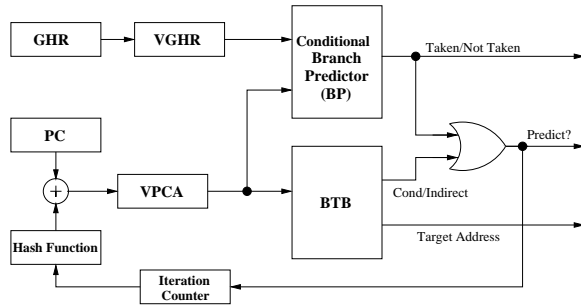 GHR
VGHR
Conditional
Branch
Predictor
(BP)
Taken/Not Taken
PC
Predict?
+
VPCA
BTB
Cond/Indirect
Target Address
Hash Function
Iteration
Counter